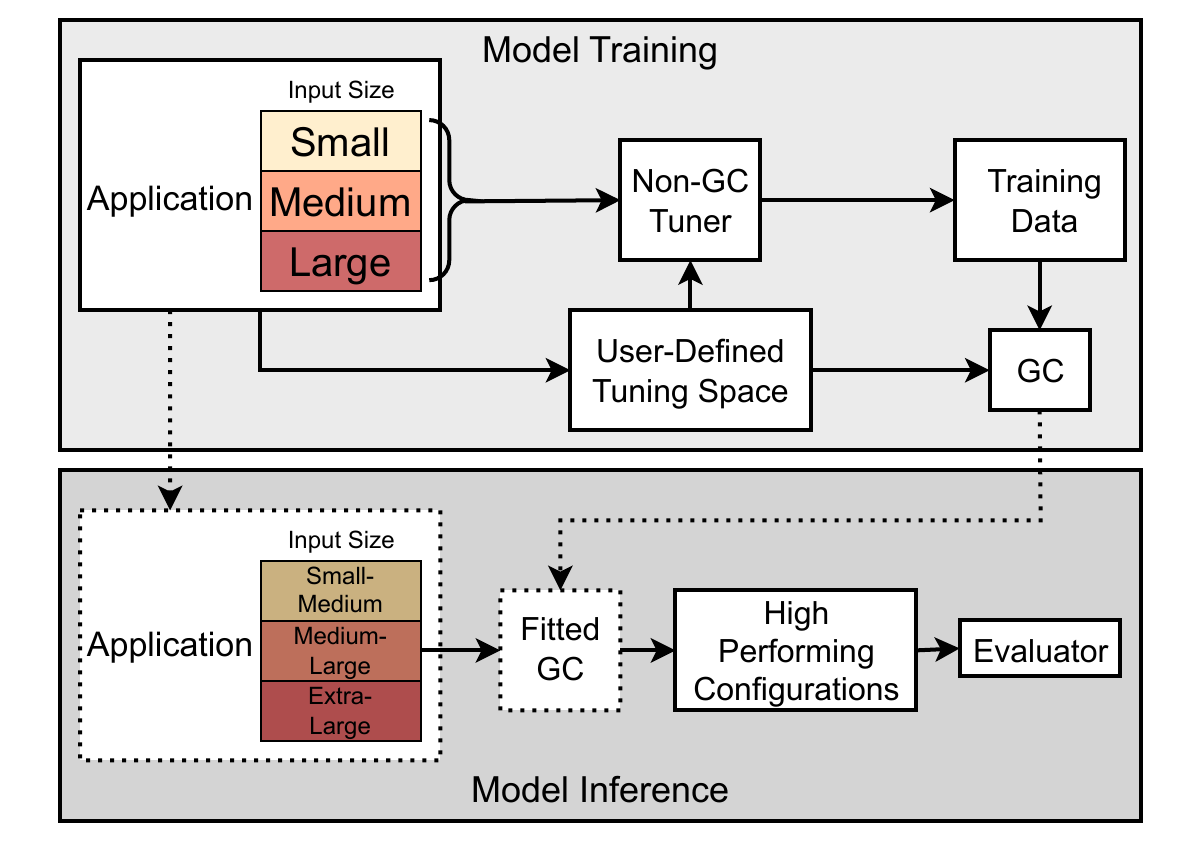 Model Training
Input Size
Small
Application
Medium
Large
Non-GC
Tuner
Training
Data
User-Defined
Tuning Space
GC
Input Size
Small-
Medium
Application
Medium-
Large
Extra-
Large
Fitted
GC
High
Performing
Configurations
Evaluator
Model Inference